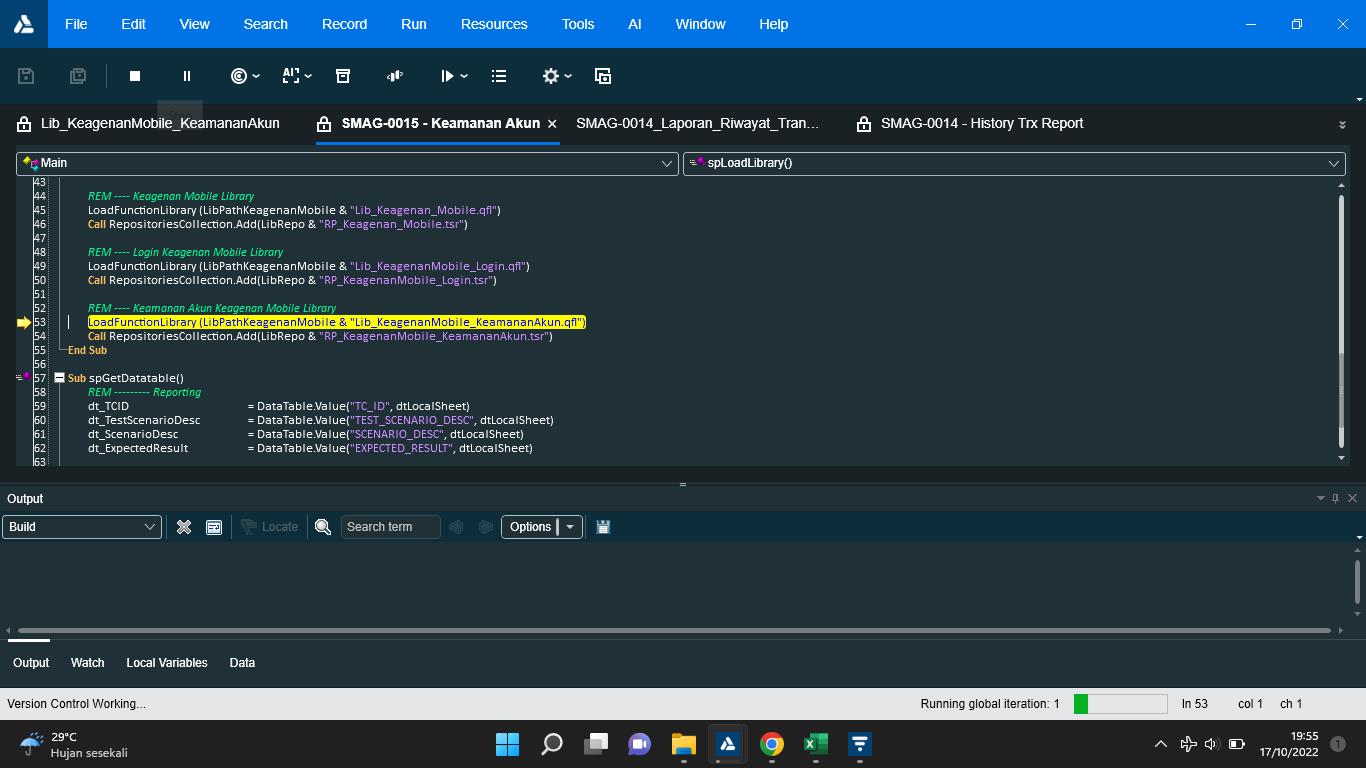 File Edit View Search Record Run Resources Tools AI Window Help
Lib_KeagenanMobile_KeamananAkun SMAG-0015 - Keamanan Akun SMAG-0014_Laporan_Riwayat_Tran... SMAG-0014 - History Trx Report
Main spLoadLibrary()
43
44 REM ---- Keagenan Mobile Library
45 LoadFunctionLibrary (LibPathKeagenanMobile & "Lib_Keagenan_Mobile.qfl")
46 Call RepositoriesCollection.Add(LibRepo & "RP_Keagenan_Mobile.tsr")
47
48 REM ---- Login Keagenan Mobile Library
49 LoadFunctionLibrary (LibPathKeagenanMobile & "Lib_KeagenanMobile_Login.qfl")
50 Call RepositoriesCollection.Add(LibRepo & "RP_KeagenanMobile_Login.tsr")
51
52 REM ---- Keamanan Akun Keagenan Mobile Library
53 LoadFunctionLibrary (LibPathKeagenanMobile & "Lib_KeagenanMobile_KeamananAkun.qfl")
54 Call RepositoriesCollection.Add(LibRepo & "RP_KeagenanMobile_KeamananAkun.tsr")
55 End Sub
56
57 Sub spGetDatatable()
58 REM --------- Reporting
59 dt_TCID = DataTable.Value("TC_ID", dtLocalSheet)
60 dt_TestScenarioDesc = DataTable.Value("TEST_SCENARIO_DESC", dtLocalSheet)
61 dt_ScenarioDesc = DataTable.Value("SCENARIO_DESC", dtLocalSheet)
62 dt_ExpectedResult = DataTable.Value("EXPECTED_RESULT", dtLocalSheet)
63
Output
Build Locate Search term Options
Output Watch Local Variables Data
Version Control Working... Running global iteration: 1 ln 53 col 1 ch 1
29°C
Hujan sesekali
19:55
17/10/2022
1